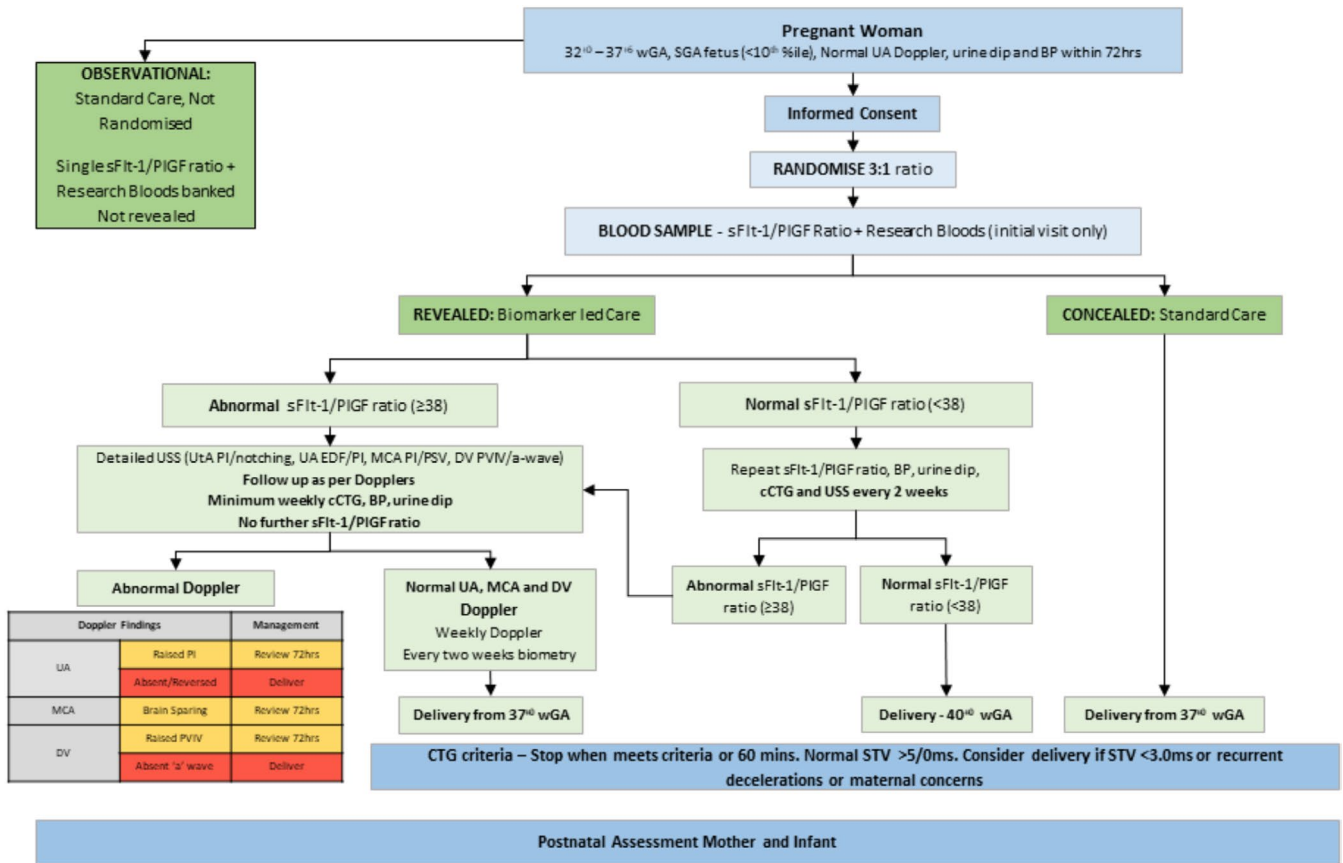 Pregnant Woman
32⁺⁰ – 37⁺⁶ wGA, SGA fetus (<10ᵗʰ %ile), Normal UA Doppler, urine dip and BP within 72hrs
OBSERVATIONAL:
Standard Care, Not
Randomised
Single sFlt-1/PlGF ratio +
Research Bloods banked
Not revealed
Informed Consent
RANDOMISE 3:1 ratio
BLOOD SAMPLE - sFlt-1/PlGF Ratio + Research Bloods (initial visit only)
REVEALED: Biomarker led Care
CONCEALED: Standard Care
Abnormal sFlt-1/PlGF ratio (≥38)
Normal sFlt-1/PlGF ratio (<38)
Detailed USS (UtA PI/notching, UA EDF/PI, MCA PI/PSV, DV PVIV/a-wave)
Follow up as per Dopplers
Minimum weekly cCTG, BP, urine dip
No further sFlt-1/PlGF ratio
Repeat sFlt-1/PlGF ratio, BP, urine dip,
cCTG and USS every 2 weeks
Abnormal Doppler
Normal UA, MCA and DV
Doppler
Weekly Doppler
Every two weeks biometry
Abnormal sFlt-1/PlGF
ratio (≥38)
Normal sFlt-1/PlGF
ratio (<38)
Doppler Findings Management
UA Raised PI Review 72hrs
Absent/Reversed Deliver
MCA Brain Sparing Review 72hrs
DV Raised PVIV Review 72hrs
Absent ‘a’ wave Deliver
Delivery from 37⁺⁰ wGA
Delivery - 40⁺⁰ wGA
Delivery from 37⁺⁰ wGA
CTG criteria – Stop when meets criteria or 60 mins. Normal STV >5/0ms. Consider delivery if STV <3.0ms or recurrent
decelerations or maternal concerns
Postnatal Assessment Mother and Infant